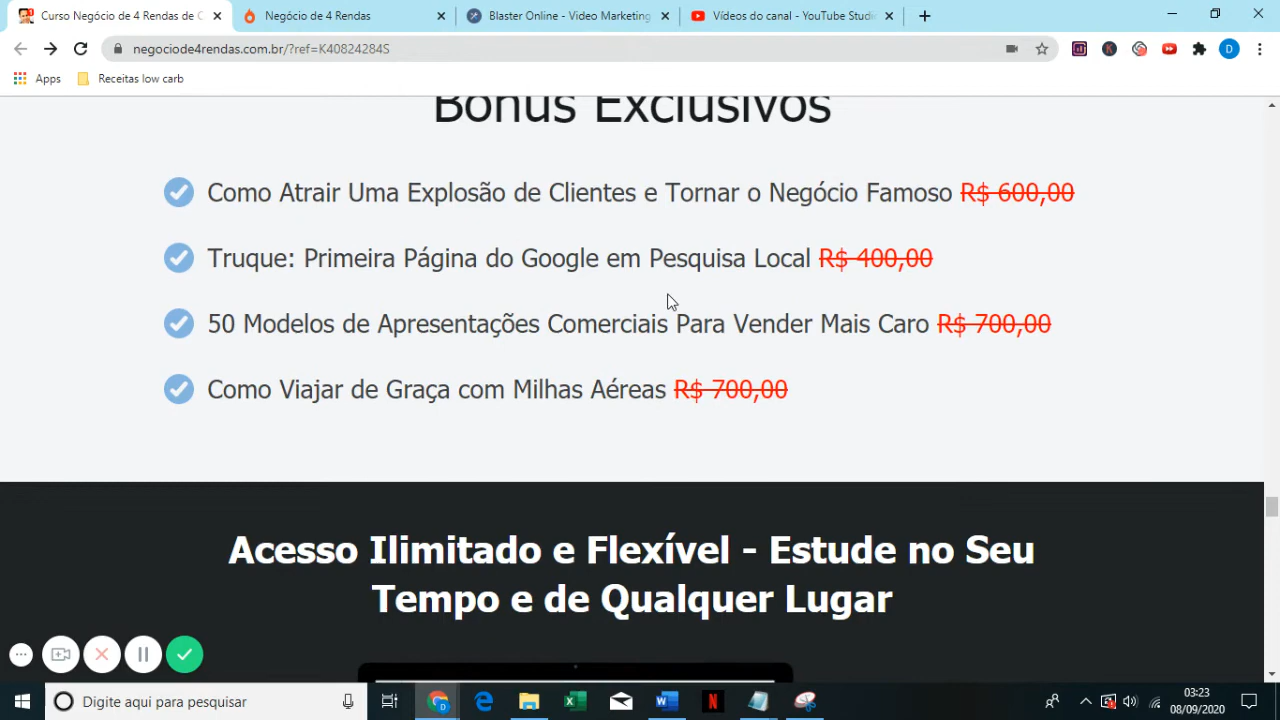 Curso Negócio de 4 Rendas de C
Negócio de 4 Rendas
Blaster Online - Video Marketing
Vídeos do canal - YouTube Studi
negociode4rendas.com.br/?ref=K40824284S
D
Apps
Receitas low carb
Bônus Exclusivos
Como Atrair Uma Explosão de Clientes e Tornar o Negócio Famoso R$ 600,00
Truque: Primeira Página do Google em Pesquisa Local R$ 400,00
50 Modelos de Apresentações Comerciais Para Vender Mais Caro R$ 700,00
Como Viajar de Graça com Milhas Aéreas R$ 700,00
Acesso Ilimitado e Flexível - Estude no Seu
Tempo e de Qualquer Lugar
Digite aqui para pesquisar
03:23
08/09/2020